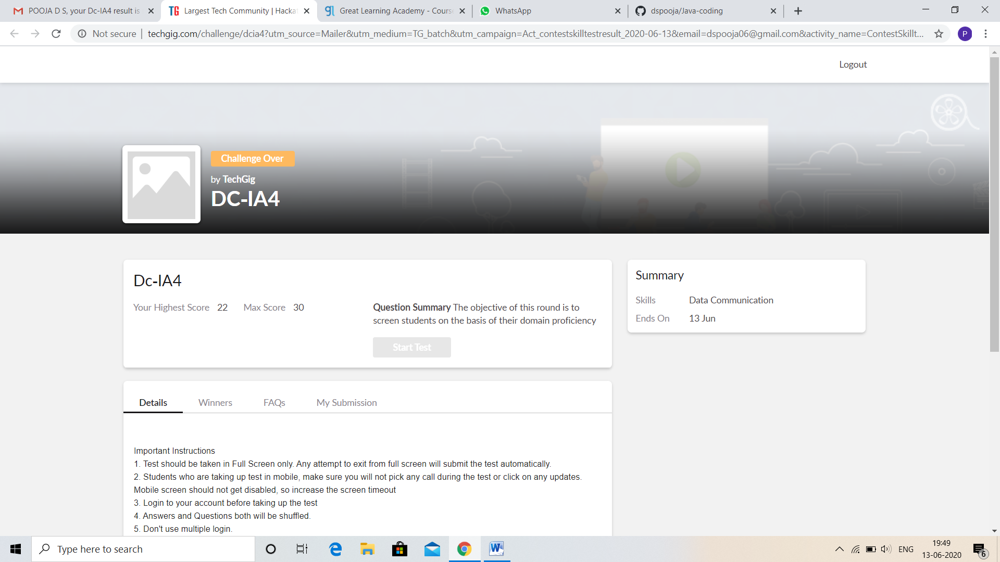 POOJA D S, your Dc-IA4 result is
TG Largest Tech Community | Hacka
gl Great Learning Academy - Course
WhatsApp
dspooja/Java-coding
Not secure | techgig.com/challenge/dcia4?utm_source=Mailer&utm_medium=TG_batch&utm_campaign=Act_contestskilltestresult_2020-06-13&email=dspooja06@gmail.com&activity_name=ContestSkillt...
P
Logout
Challenge Over
by TechGig
DC-IA4
Dc-IA4
Your Highest Score 22 Max Score 30
Question Summary The objective of this round is to
screen students on the basis of their domain proficiency
Start Test
Summary
Skills Data Communication
Ends On 13 Jun
Details Winners FAQs My Submission
Important Instructions
1. Test should be taken in Full Screen only. Any attempt to exit from full screen will submit the test automatically.
2. Students who are taking up test in mobile, make sure you will not pick any call during the test or click on any updates.
Mobile screen should not get disabled, so increase the screen timeout
3. Login to your account before taking up the test
4. Answers and Questions both will be shuffled.
5. Don't use multiple login.
Type here to search
W
ENG
19:49
13-06-2020
6